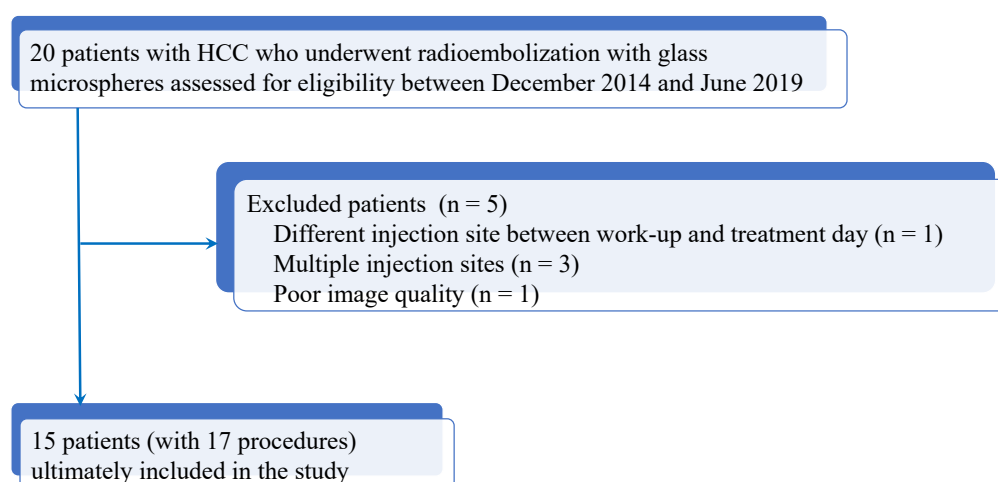 20 patients with HCC who underwent radioembolization with glass
microspheres assessed for eligibility between December 2014 and June 2019
Excluded patients  (n = 5)
Different injection site between work-up and treatment day (n = 1)
Multiple injection sites (n = 3)
Poor image quality (n = 1)
15 patients (with 17 procedures)
ultimately included in the study